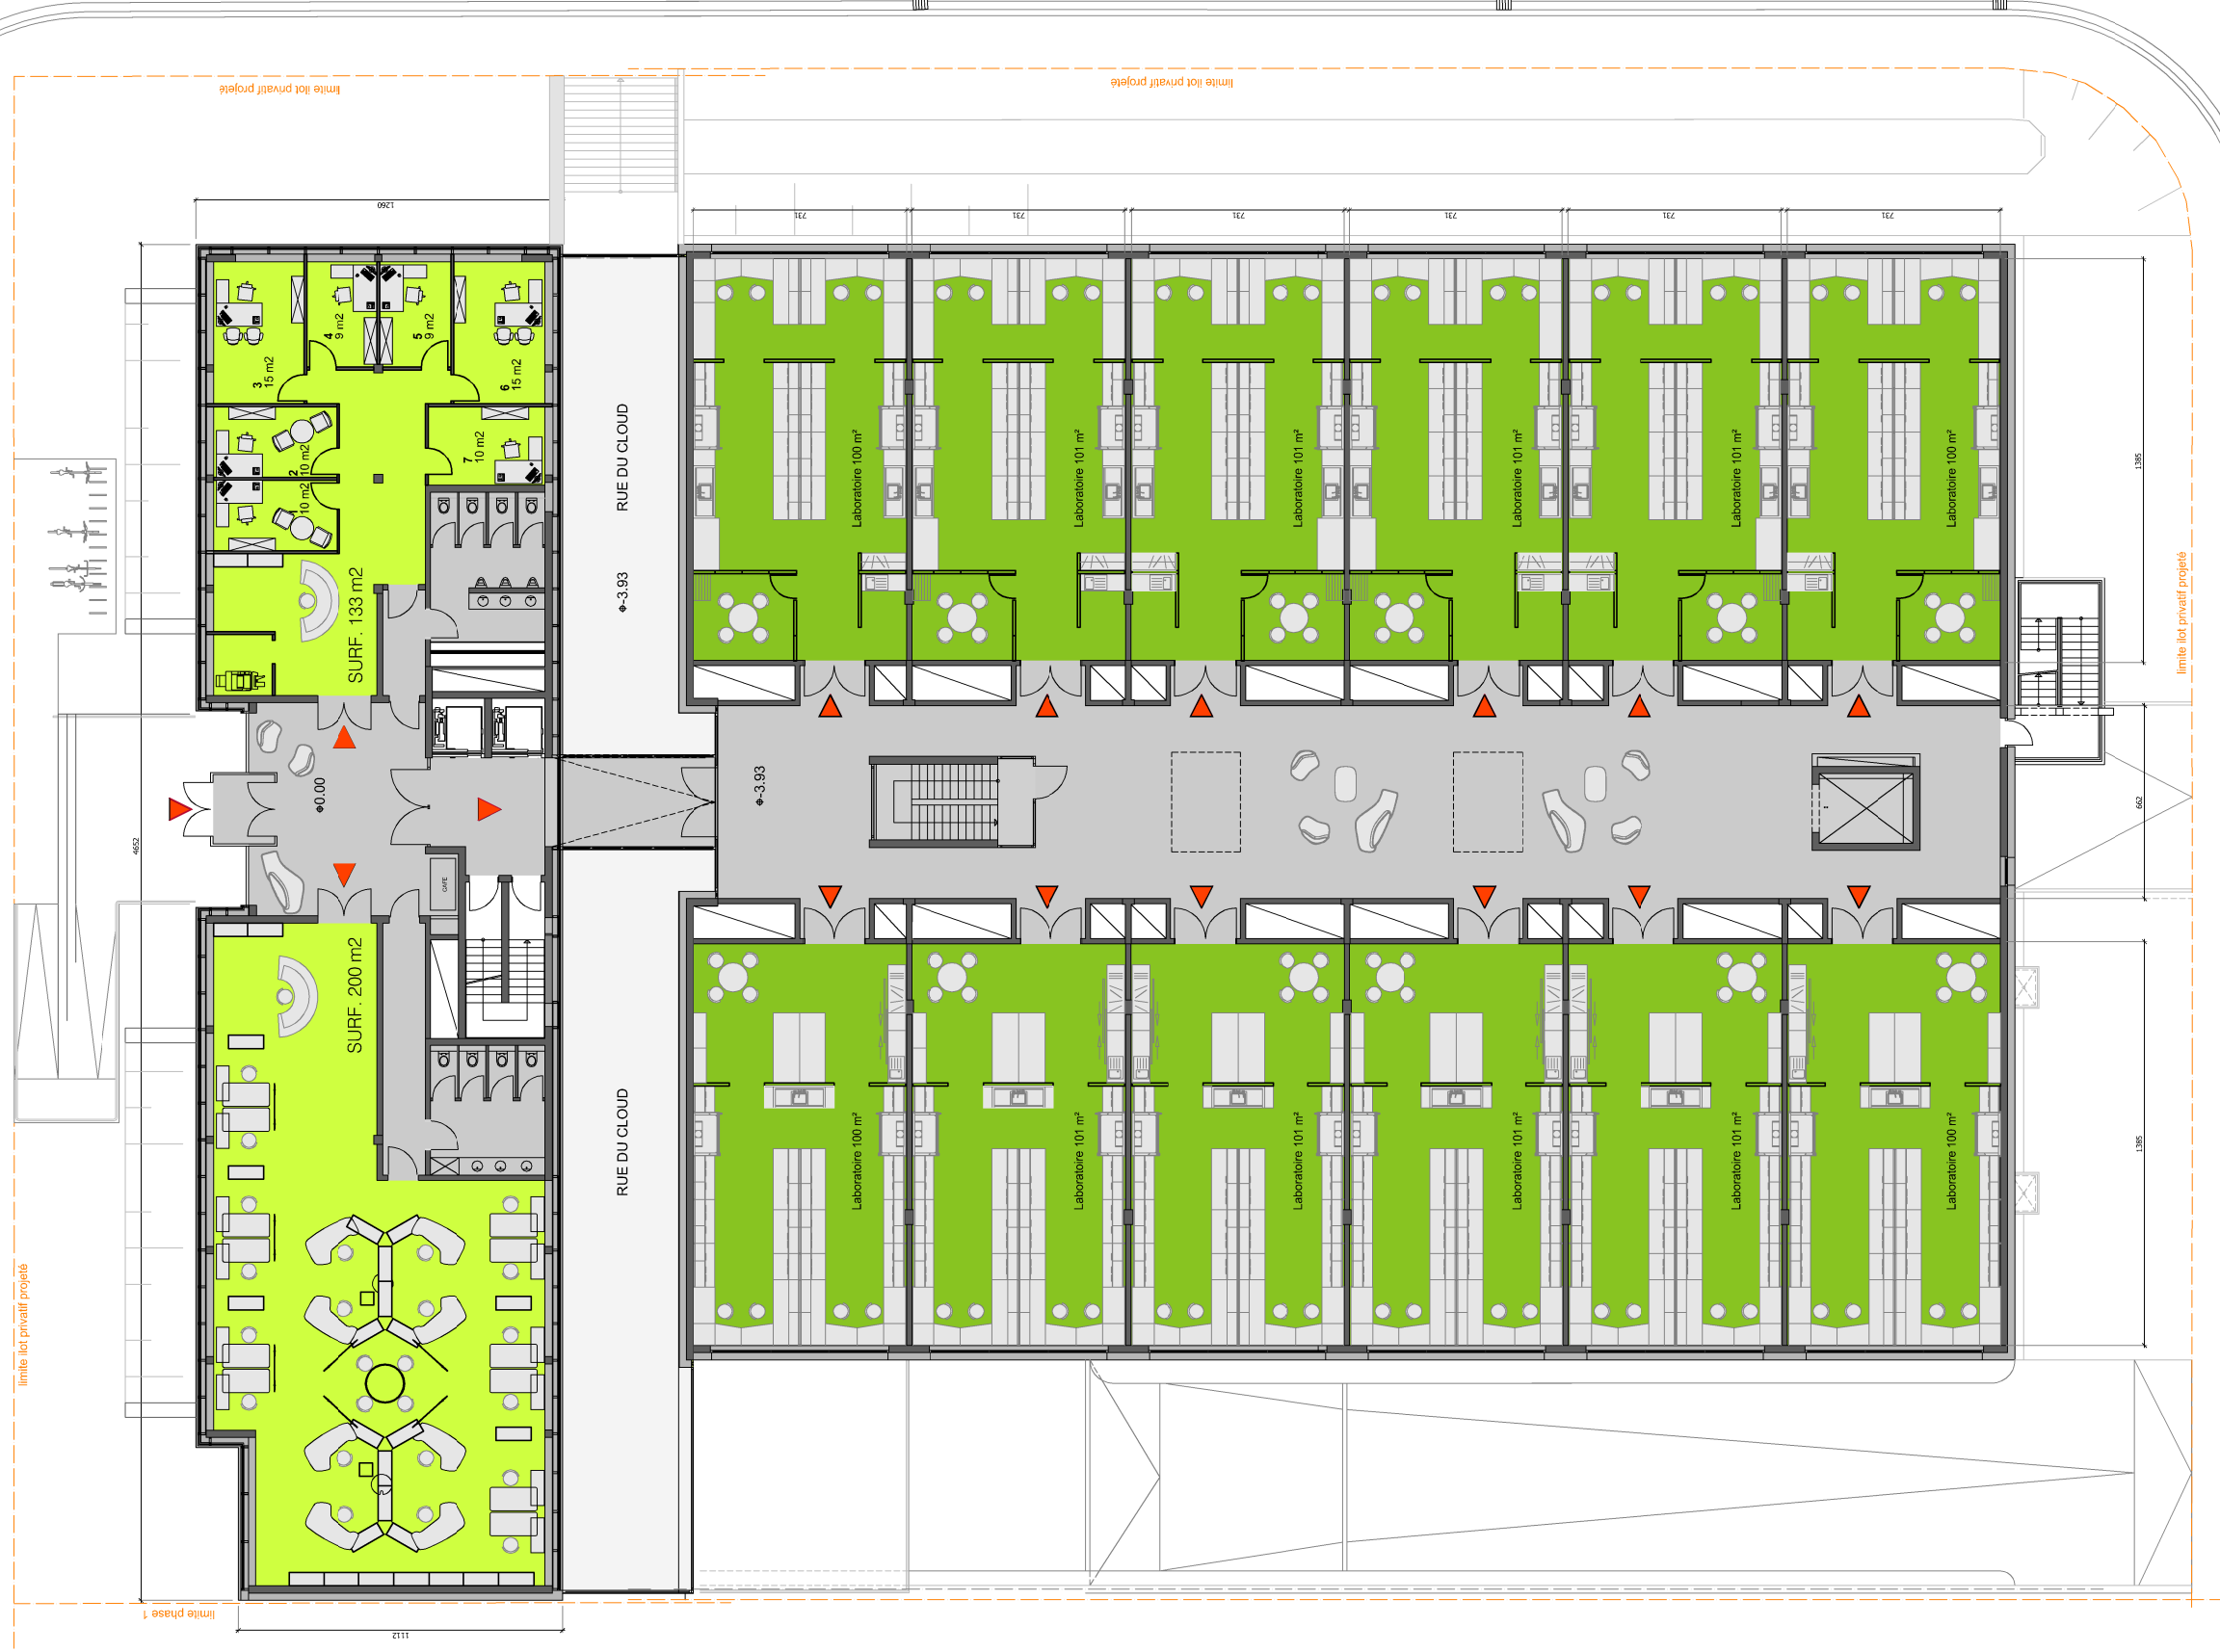 limite ilot privatif projeté
limite ilot privatif projeté
1260
731
731
731
731
731
731
3
15 m2
4
9 m2
5
9 m2
6
15 m2
2
10 m2
7
10 m2
1
10 m2
SURF. 133 m2
RUE DU CLOUD
-3.93
Laboratoire 100 m²
Laboratoire 101 m²
Laboratoire 101 m²
Laboratoire 101 m²
Laboratoire 101 m²
Laboratoire 100 m²
1385
limite ilot privatif projeté
0.00
-3.93
662
4652
CAFE
SURF. 200 m2
RUE DU CLOUD
Laboratoire 100 m²
Laboratoire 101 m²
Laboratoire 101 m²
Laboratoire 101 m²
Laboratoire 101 m²
Laboratoire 100 m²
1385
limite ilot privatif projeté
limite phase 1
1112